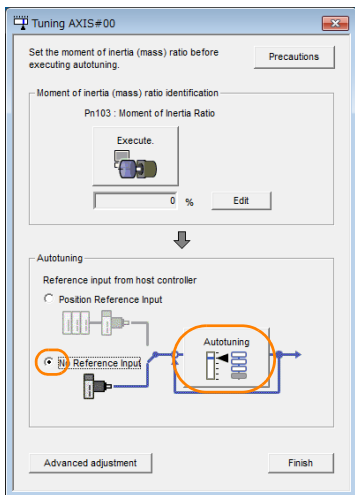 Tuning AXIS#00
Set the moment of inertia (mass) ratio before
executing autotuning.
Precautions
Moment of inertia (mass) ratio identification
Pn103 : Moment of Inertia Ratio
Execute.
0 %
Edit
Autotuning
Reference input from host controller
Position Reference Input
No Reference Input
Autotuning
Advanced adjustment
Finish